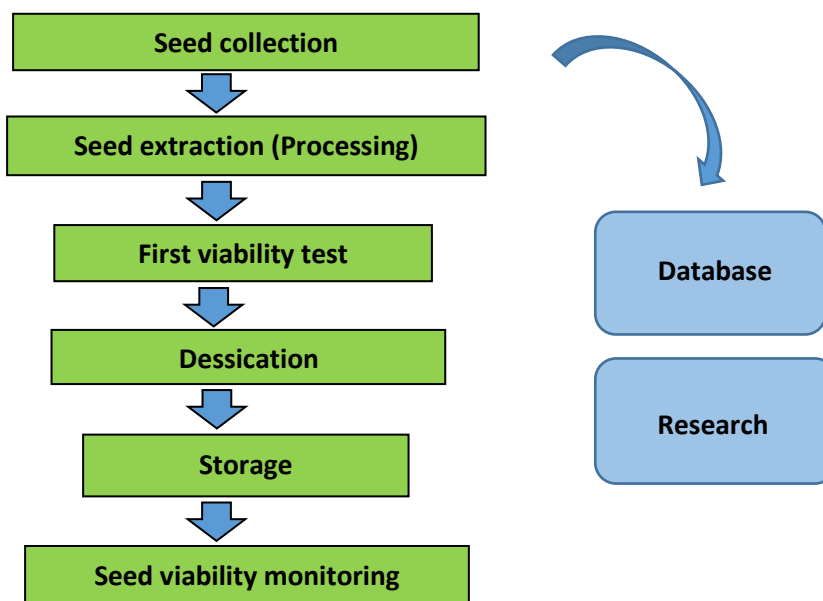 Seed collection
Seed extraction (Processing)
First viability test
Dessication
Storage
Seed viability monitoring
Database
Research